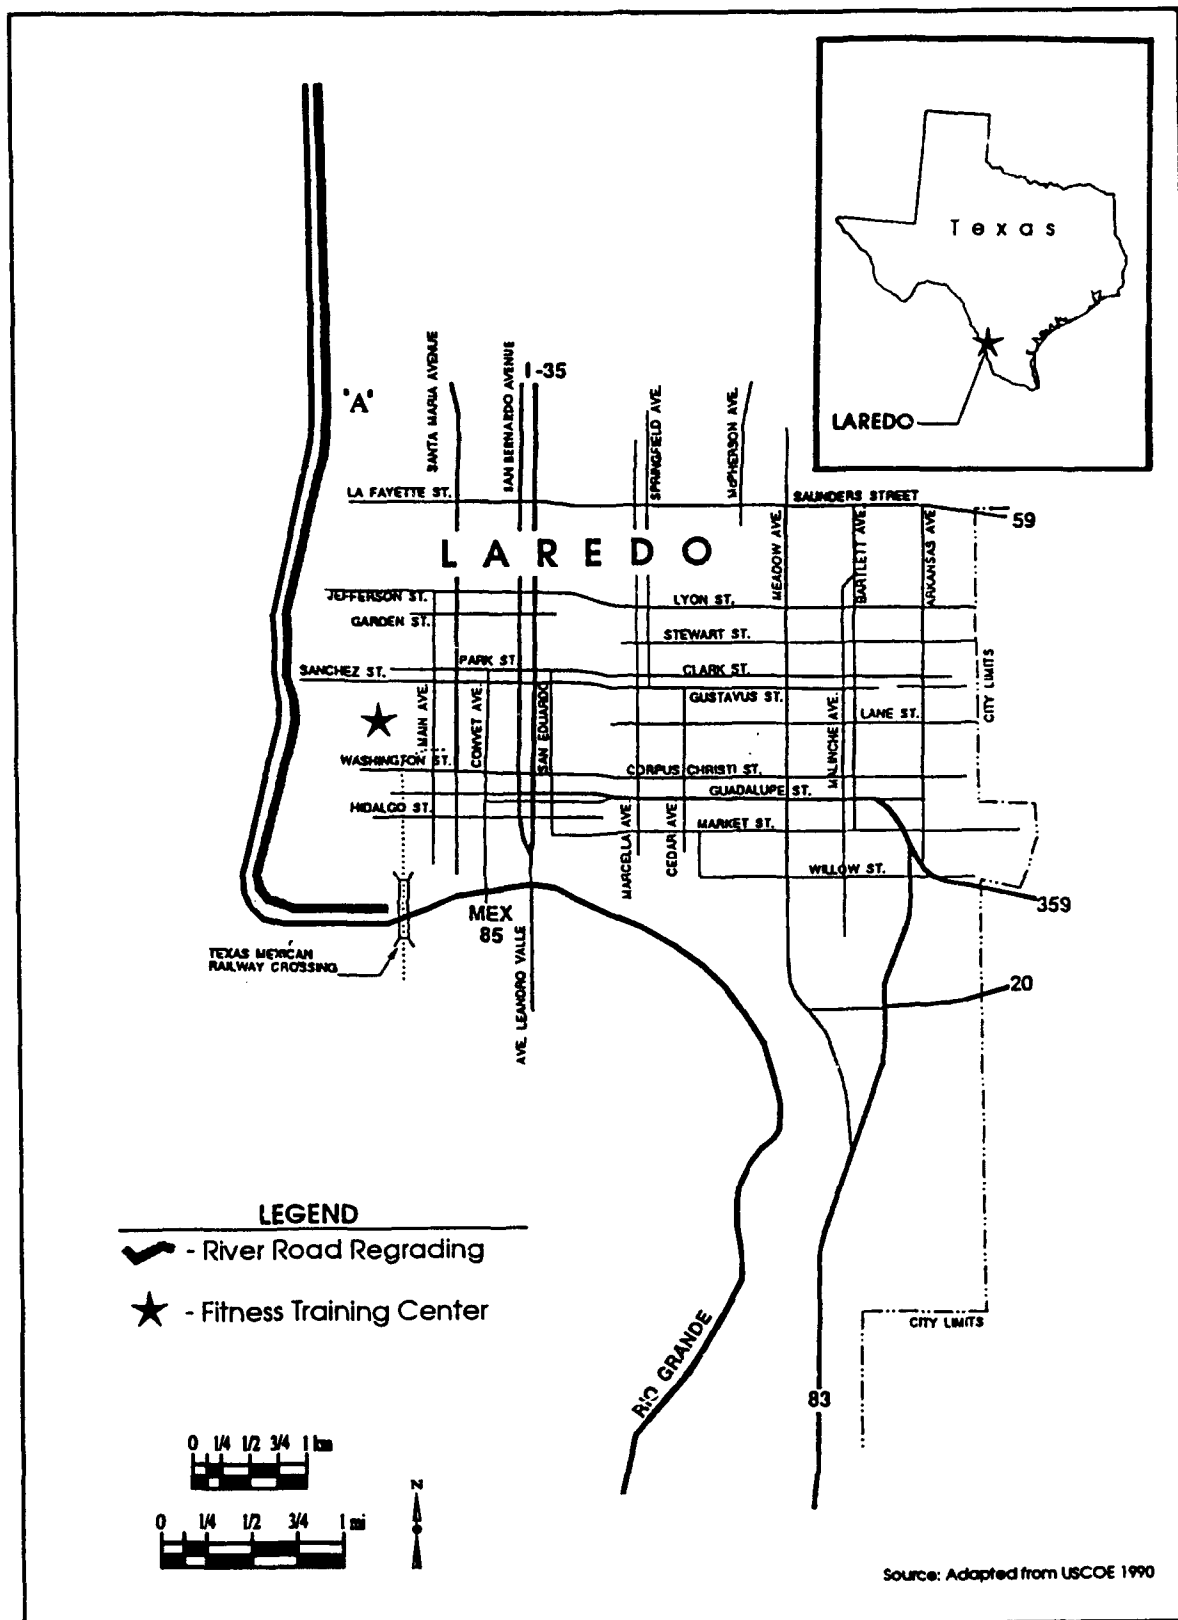 Texas
LAREDO
SANTA MARIA AVENUE
SAN BERNARDO AVENUE
I-35
SPRINGFIELD AVE.
McPHERSON AVE.
"A"
LA FAYETTE ST.
SAUNDERS STREET
59
LAREDO
MEADOW AVE.
BARTLETT AVE.
ARKANSAS AVE.
JEFFERSON ST.
LYON ST.
GARDEN ST.
STEWART ST.
PARK ST.
SANCHEZ ST.
CLARK ST.
GUSTAVUS ST.
CITY LIMITS
MAIN AVE.
CONVET AVE.
SAN EDUARDO
MALINCHE AVE.
LANE ST.
WASHINGTON ST.
CORPUS CHRISTI ST.
GUADALUPE ST.
HIDALGO ST.
MARKET ST.
MARCELLA AVE
CEDAR AVE
WILLOW ST.
359
MEX
85
TEXAS MEXICAN
RAILWAY CROSSING
AVE. LEANDRO VALLE
20
LEGEND
- River Road Regrading
- Fitness Training Center
CITY LIMITS
RIO GRANDE
83
0 1/4 1/2 3/4 1 km
N
0 1/4 1/2 3/4 1 mi
Source: Adapted from USCOE 1990